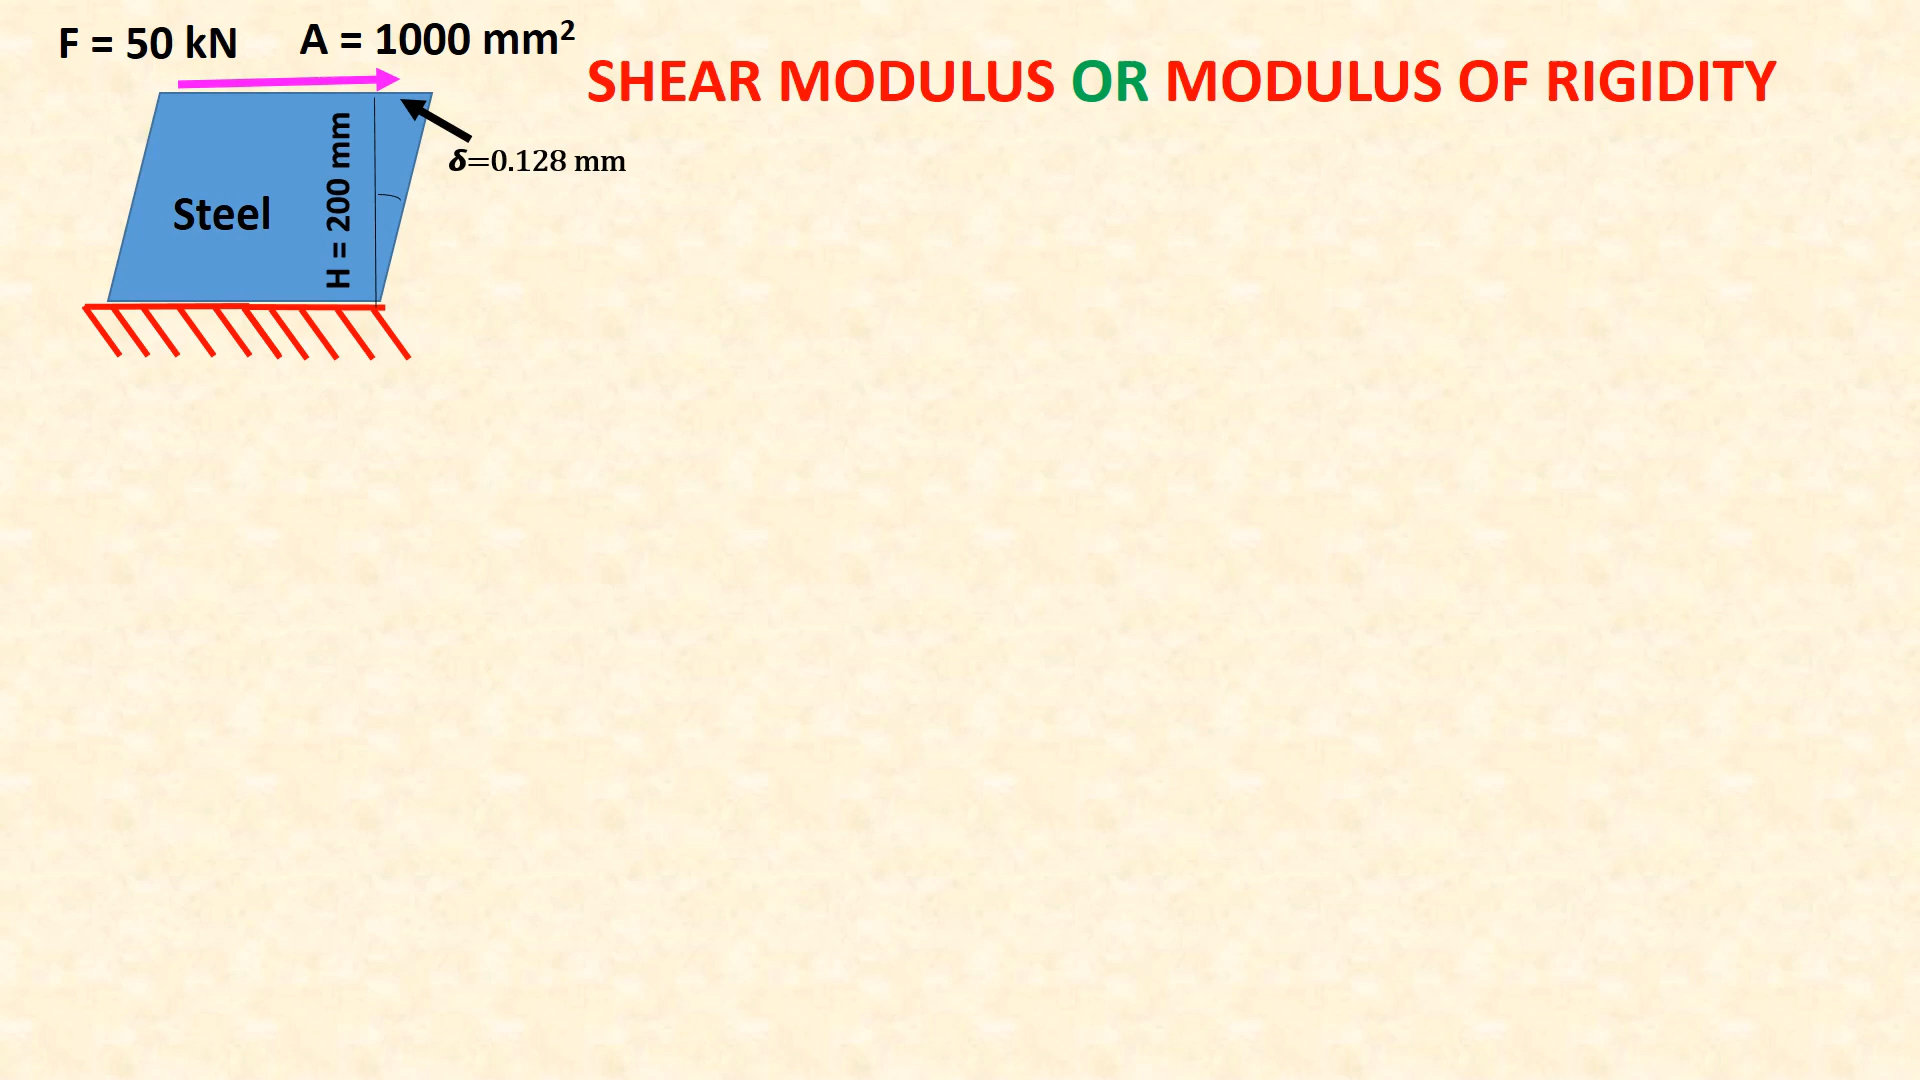 F = 50 kN
A = 1000 mm²
SHEAR MODULUS OR MODULUS OF RIGIDITY
H = 200 mm
δ=0.128 mm
Steel